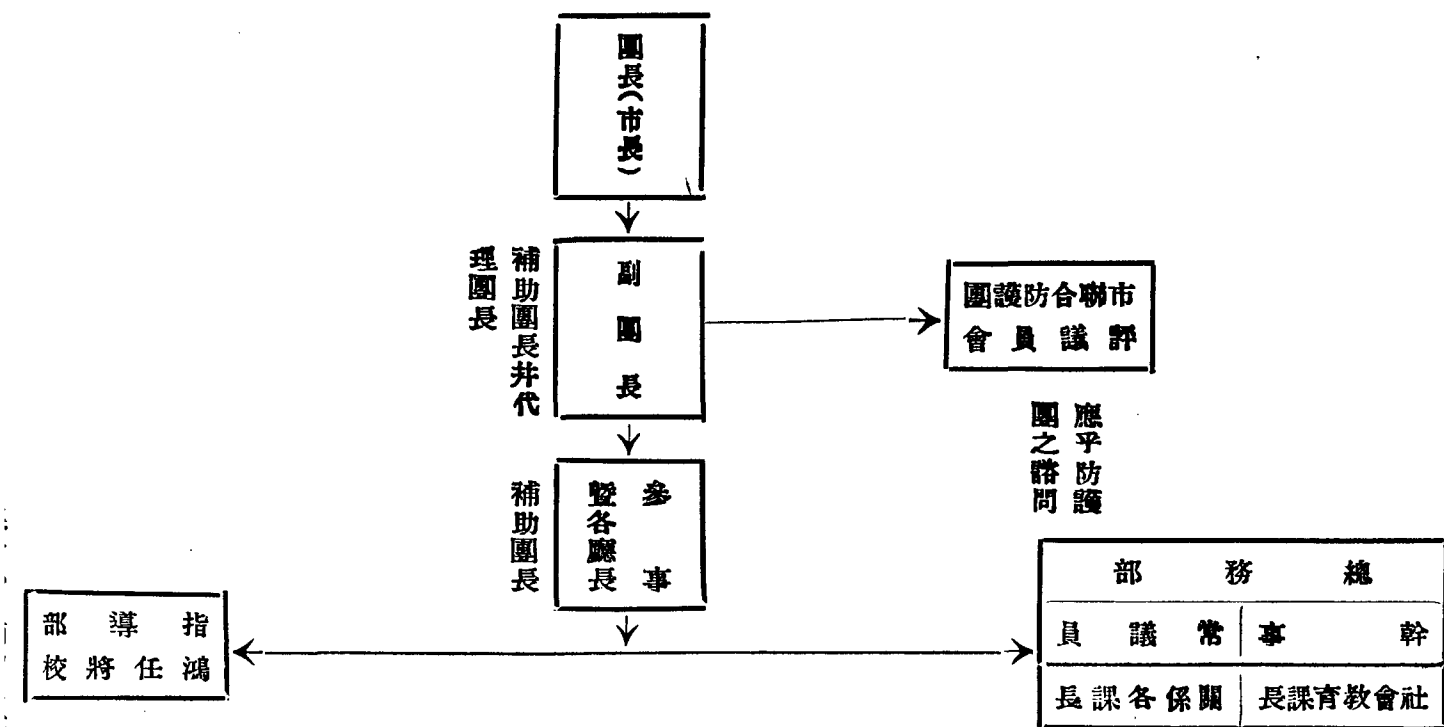 團長(市長)
副團長
補助團長幷代
理團長
市聯合防護團
評議員會
應乎防護
團之諮問
參事
暨各廳長
補助團長
指導部
鴻任將校
總務部
幹事
常議員
社會教育課長
關係各課長